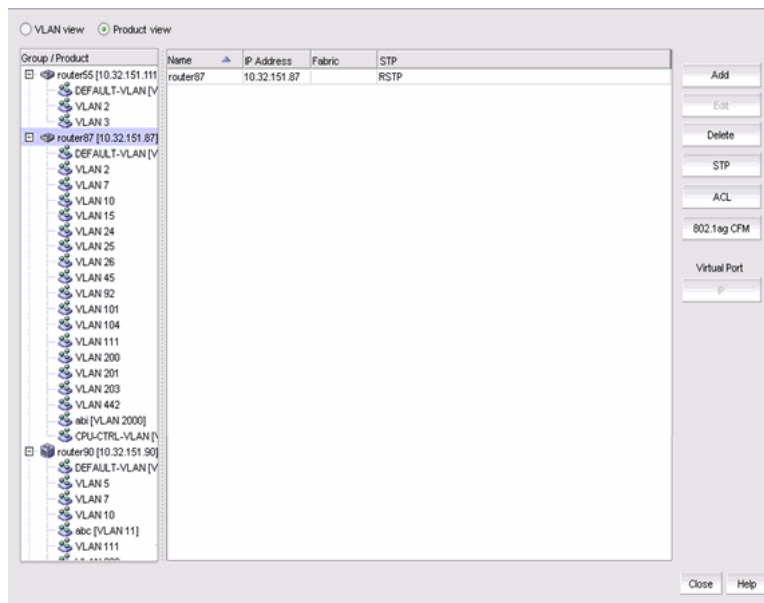 VLAN view Product view
Group / Product
router55 [10.32.151.111
DEFAULT-VLAN [V
VLAN 2
VLAN 3
router87 [10.32.151.87]
DEFAULT-VLAN [V
VLAN 2
VLAN 7
VLAN 10
VLAN 15
VLAN 24
VLAN 25
VLAN 26
VLAN 45
VLAN 92
VLAN 101
VLAN 104
VLAN 111
VLAN 200
VLAN 201
VLAN 203
VLAN 442
abi [VLAN 2000]
CPU-CTRL-VLAN [V
router90 [10.32.151.90]
DEFAULT-VLAN [V
VLAN 5
VLAN 7
VLAN 10
abc [VLAN 11]
VLAN 111
Name IP Address Fabric STP
router87 10.32.151.87 RSTP
Add
Edit
Delete
STP
ACL
802.1ag CFM
Virtual Port
IP
Close Help